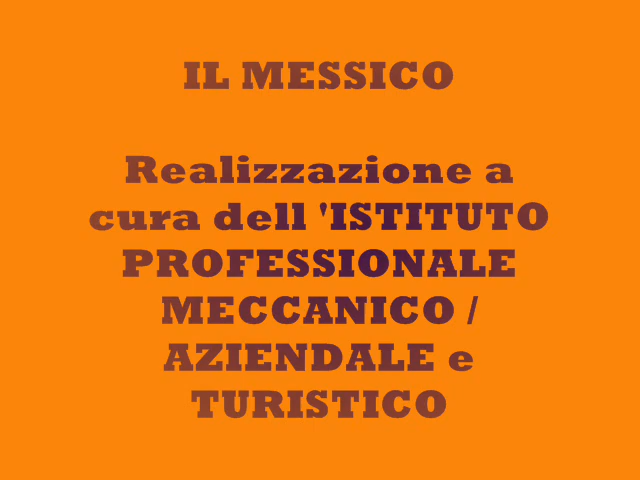 IL MESSICO
Realizzazione a
cura dell 'ISTITUTO
PROFESSIONALE
MECCANICO /
AZIENDALE e
TURISTICO